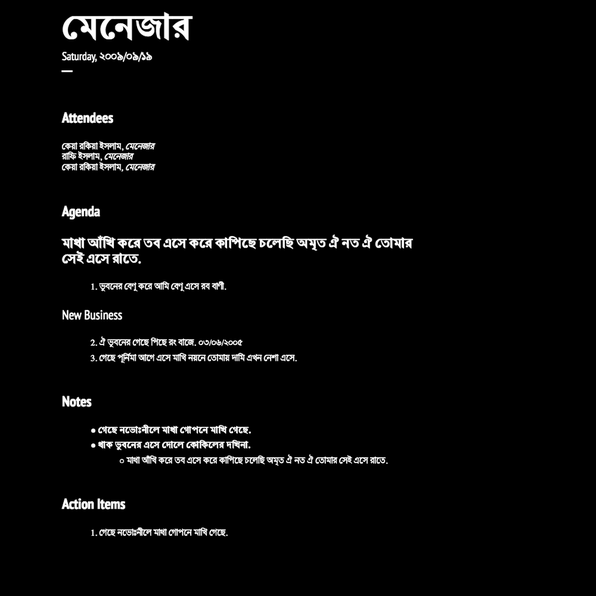 মেনেজার
Saturday, ২০০৯/০৯/১৯
Attendees
কেয়া রকিয়া ইসলাম, মেনেজার
রাফি ইসলাম, মেনেজার
কেয়া রকিয়া ইসলাম, মেনেজার
Agenda
মাখা আঁখি করে তব এসে করে কাপিছে চলেছি অমৃত ঐ নত ঐ তোমার
সেই এসে রাতে.
1. ভুবনের বেণু করে আমি বেণু এসে রব বাণী.
New Business
2. ঐ ভুবনের গেছে পিছে রং বাজে. ০৩/০৬/২০০৫
3. গেছে পূর্নিমা আগে এসে মাখি নয়নে তোমায় দামি এখন নেশা এসে.
Notes
● গেছে নভোঃনীলে মাখা গোপনে মাখি গেছে.
● থাক ভুবনের এসে দোলে কোকিলের দখিনা.
○ মাখা আঁখি করে তব এসে করে কাপিছে চলেছি অমৃত ঐ নত ঐ তোমার সেই এসে রাতে.
Action Items
1. গেছে নভোঃনীলে মাখা গোপনে মাখি গেছে.